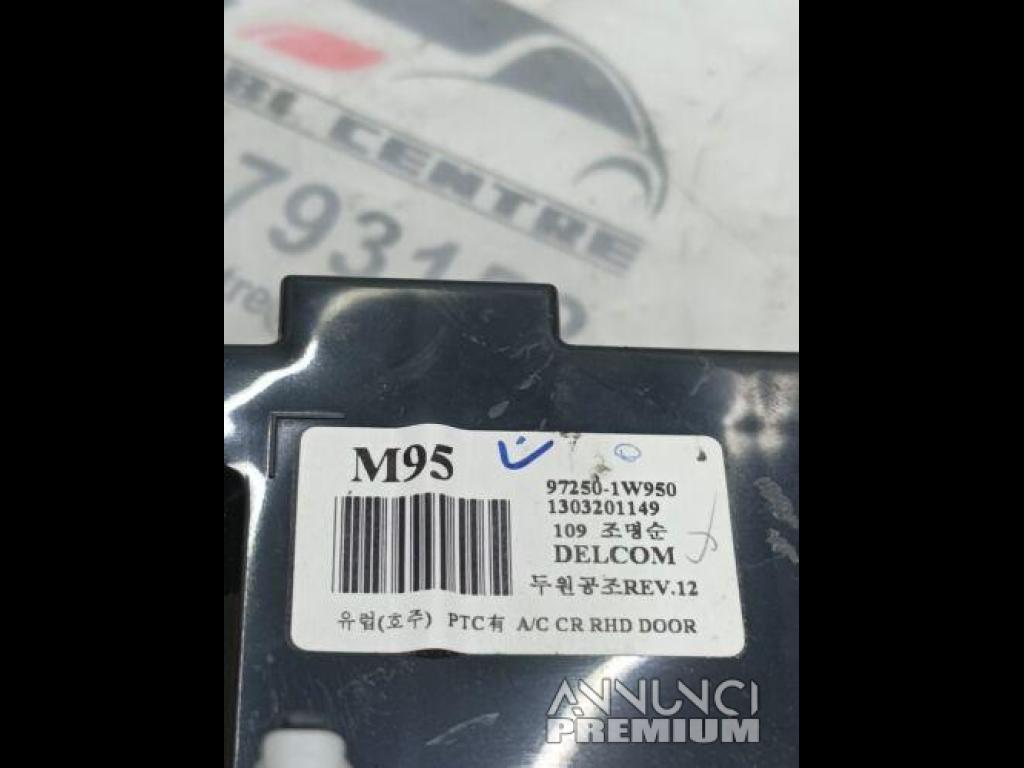 CENTRE
M95
97250-1W950
1303201149
109 조명순
DELCOM
두원공조REV.12
유럽(호주) PTC有 A/C CR RHD DOOR
ANNUNCI
PREMIUM